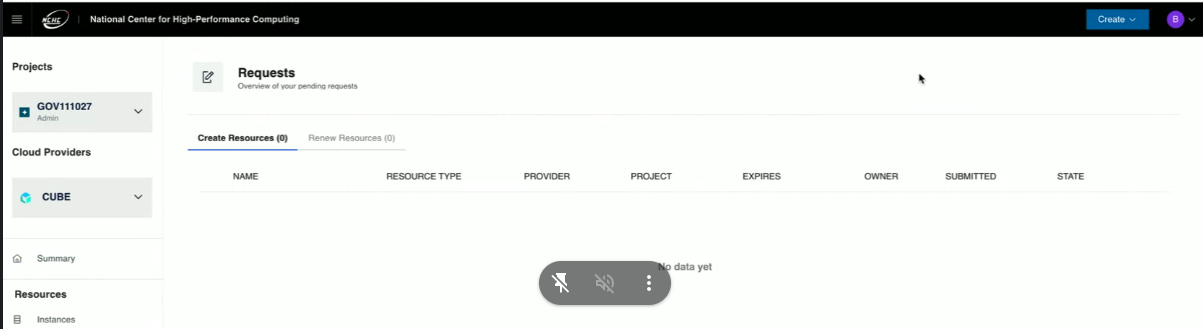 NCHC
National Center for High-Performance Computing
Create
B
Projects
GOV111027
Admin
Cloud Providers
CUBE
Summary
Resources
Instances
Requests
Overview of your pending requests
Create Resources (0) Renew Resources (0)
NAME RESOURCE TYPE PROVIDER PROJECT EXPIRES OWNER SUBMITTED STATE
No data yet